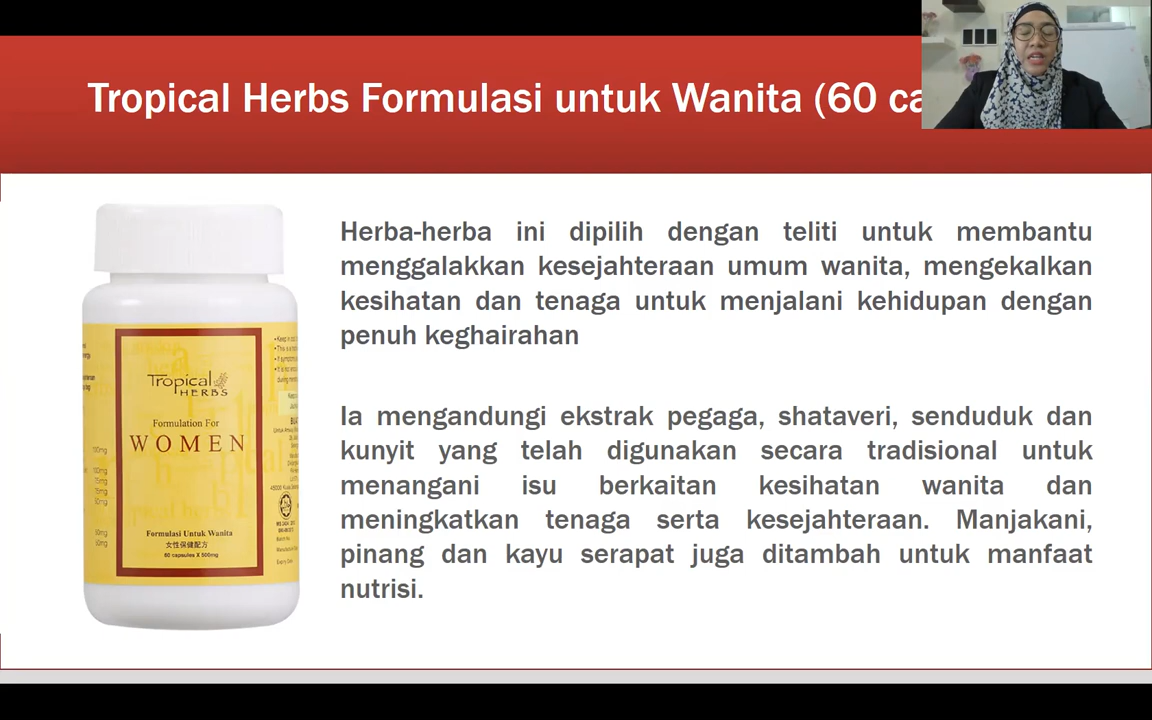 Tropical Herbs Formulasi untuk Wanita (60 ca
Herba-herba ini dipilih dengan teliti untuk membantu
menggalakkan kesejahteraan umum wanita, mengekalkan
kesihatan dan tenaga untuk menjalani kehidupan dengan
penuh keghairahan
Ia mengandungi ekstrak pegaga, shataveri, senduduk dan
kunyit yang telah digunakan secara tradisional untuk
menangani isu berkaitan kesihatan wanita dan
meningkatkan tenaga serta kesejahteraan. Manjakani,
pinang dan kayu serapat juga ditambah untuk manfaat
nutrisi.
Tropical
HERBS
Formulation For
WOMEN
Formulasi Untuk Wanita
女性保健配方
60 capsules X 500mg